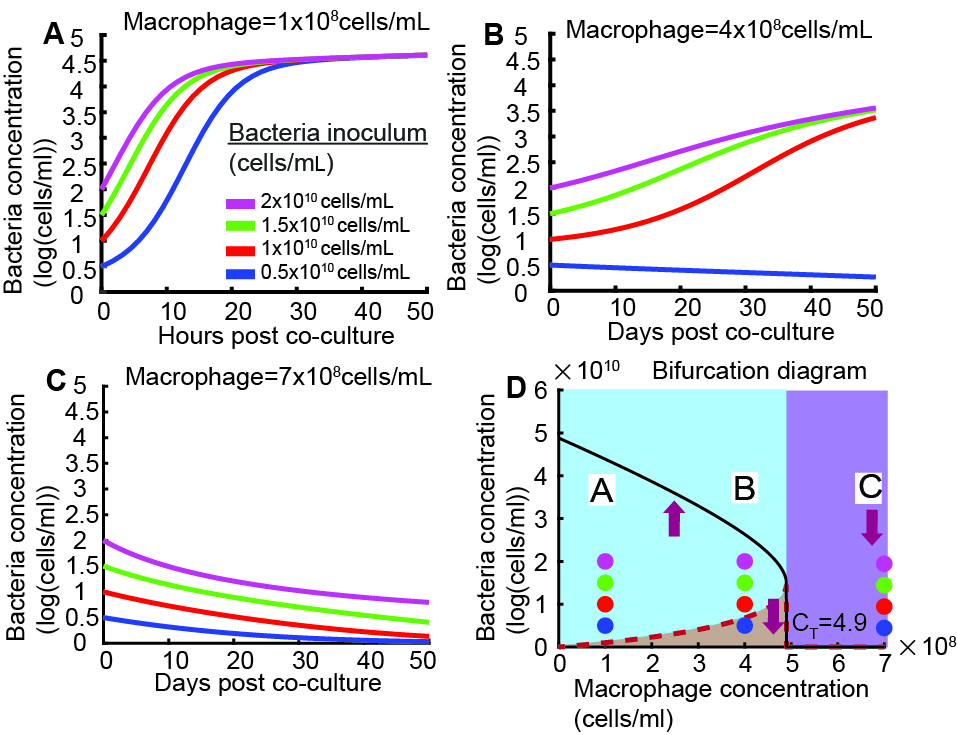 A
Macrophage=1x10⁸cells/mL
Bacteria concentration
(log(cells/ml))
5
4.5
4
3.5
3
2.5
2
1.5
1
0.5
0
Bacteria inoculum
(cells/mL)
2x10¹⁰ cells/mL
1.5x10¹⁰ cells/mL
1x10¹⁰ cells/mL
0.5x10¹⁰ cells/mL
0 10 20 30 40 50
Hours post co-culture
B
Macrophage=4x10⁸cells/mL
Bacteria concentration
(log(cells/ml))
5
4.5
4
3.5
3
2.5
2
1.5
1
0.5
0
0 10 20 30 40 50
Days post co-culture
C
Macrophage=7x10⁸cells/mL
Bacteria concentration
(log(cells/ml))
5
4.5
4
3.5
3
2.5
2
1.5
1
0.5
0
0 10 20 30 40 50
Days post co-culture
D
×10¹⁰
Bifurcation diagram
Bacteria concentration
(log(cells/ml))
6
5
4
3
2
1
0
A
B
C
C_T=4.9
0 1 2 3 4 5 6 7
×10⁸
Macrophage concentration
(cells/ml)